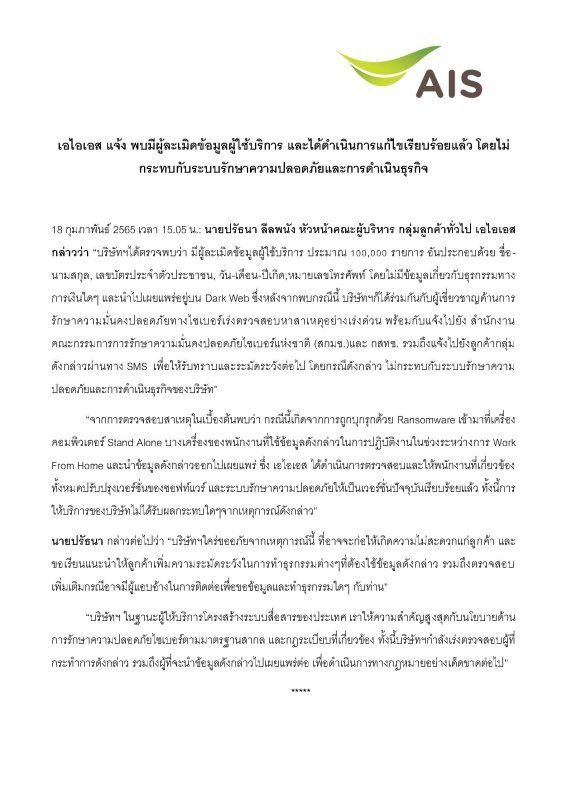 AIS
เอไอเอส แจ้ง พบมีผู้ละเมิดข้อมูลผู้ใช้บริการ และได้ดำเนินการแก้ไขเรียบร้อยแล้ว โดยไม่
กระทบกับระบบรักษาความปลอดภัยและการดำเนินธุรกิจ
18 กุมภาพันธ์ 2565 เวลา 15.05 น.: นายปรัธนา ลีลพนัง หัวหน้าคณะผู้บริหาร กลุ่มลูกค้าทั่วไป เอไอเอส
กล่าวว่า “บริษัทฯได้ตรวจพบว่า มีผู้ละเมิดข้อมูลผู้ใช้บริการ ประมาณ 100,000 รายการ อันประกอบด้วย ชื่อ-
นามสกุล, เลขบัตรประจำตัวประชาชน, วัน-เดือน-ปีเกิด,หมายเลขโทรศัพท์ โดยไม่มีข้อมูลเกี่ยวกับธุรกรรมทาง
การเงินใดๆ และนำไปเผยแพร่อยู่บน Dark Web ซึ่งหลังจากพบกรณีนี้ บริษัทฯก็ได้ร่วมกันกับผู้เชี่ยวชาญด้านการ
รักษาความมั่นคงปลอดภัยทางไซเบอร์เร่งตรวจสอบหาสาเหตุอย่างเร่งด่วน พร้อมกับแจ้งไปยัง สำนักงาน
คณะกรรมการการรักษาความมั่นคงปลอดภัยไซเบอร์แห่งชาติ (สกมช.)และ กสทช. รวมถึงแจ้งไปยังลูกค้ากลุ่ม
ดังกล่าวผ่านทาง SMS เพื่อให้รับทราบและระมัดระวังต่อไป โดยกรณีดังกล่าว ไม่กระทบกับระบบรักษาความ
ปลอดภัยและการดำเนินธุรกิจของบริษัท”
“จากการตรวจสอบสาเหตุในเบื้องต้นพบว่า กรณีนี้เกิดจากการถูกบุกรุกด้วย Ransomware เข้ามาที่เครื่อง
คอมพิวเตอร์ Stand Alone บางเครื่องของพนักงานที่ใช้ข้อมูลดังกล่าวในการปฏิบัติงานในช่วงระหว่างการ Work
From Home และนำข้อมูลดังกล่าวออกไปเผยแพร่ ซึ่ง เอไอเอส ได้ดำเนินการตรวจสอบและให้พนักงานที่เกี่ยวข้อง
ทั้งหมดปรับปรุงเวอร์ชั่นของซอฟท์แวร์ และระบบรักษาความปลอดภัยให้เป็นเวอร์ชั่นปัจจุบันเรียบร้อยแล้ว ทั้งนี้การ
ให้บริการของบริษัทไม่ได้รับผลกระทบใดๆจากเหตุการณ์ดังกล่าว”
นายปรัธนา กล่าวต่อไปว่า “บริษัทฯใคร่ขออภัยจากเหตุการณ์นี้ ที่อาจจะก่อให้เกิดความไม่สะดวกแก่ลูกค้า และ
ขอเรียนแนะนำให้ลูกค้าเพิ่มความระมัดระวังในการทำธุรกรรมต่างๆที่ต้องใช้ข้อมูลดังกล่าว รวมถึงตรวจสอบ
เพิ่มเติมกรณีอาจมีผู้แอบอ้างในการติดต่อเพื่อขอข้อมูลและทำธุรกรรมใดๆ กับท่าน”
“บริษัทฯ ในฐานะผู้ให้บริการโครงสร้างระบบสื่อสารของประเทศ เราให้ความสำคัญสูงสุดกับนโยบายด้าน
การรักษาความปลอดภัยไซเบอร์ตามมาตรฐานสากล และกฎระเบียบที่เกี่ยวข้อง ทั้งนี้บริษัทฯกำลังเร่งตรวจสอบผู้ที่
กระทำการดังกล่าว รวมถึงผู้ที่จะนำข้อมูลดังกล่าวไปเผยแพร่ต่อ เพื่อดำเนินการทางกฎหมายอย่างเด็ดขาดต่อไป”
*****